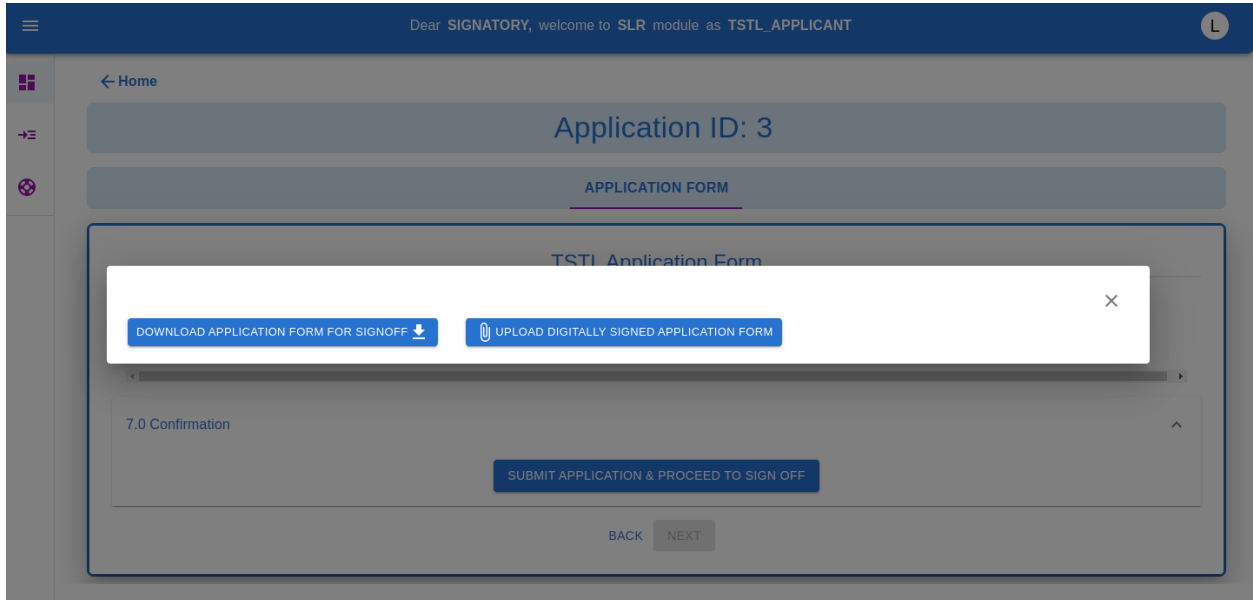 Dear SIGNATORY, welcome to SLR module as TSTL_APPLICANT
L
Home
Application ID: 3
APPLICATION FORM
TSTL Application Form
DOWNLOAD APPLICATION FORM FOR SIGNOFF
UPLOAD DIGITALLY SIGNED APPLICATION FORM
7.0 Confirmation
SUBMIT APPLICATION & PROCEED TO SIGN OFF
BACK
NEXT